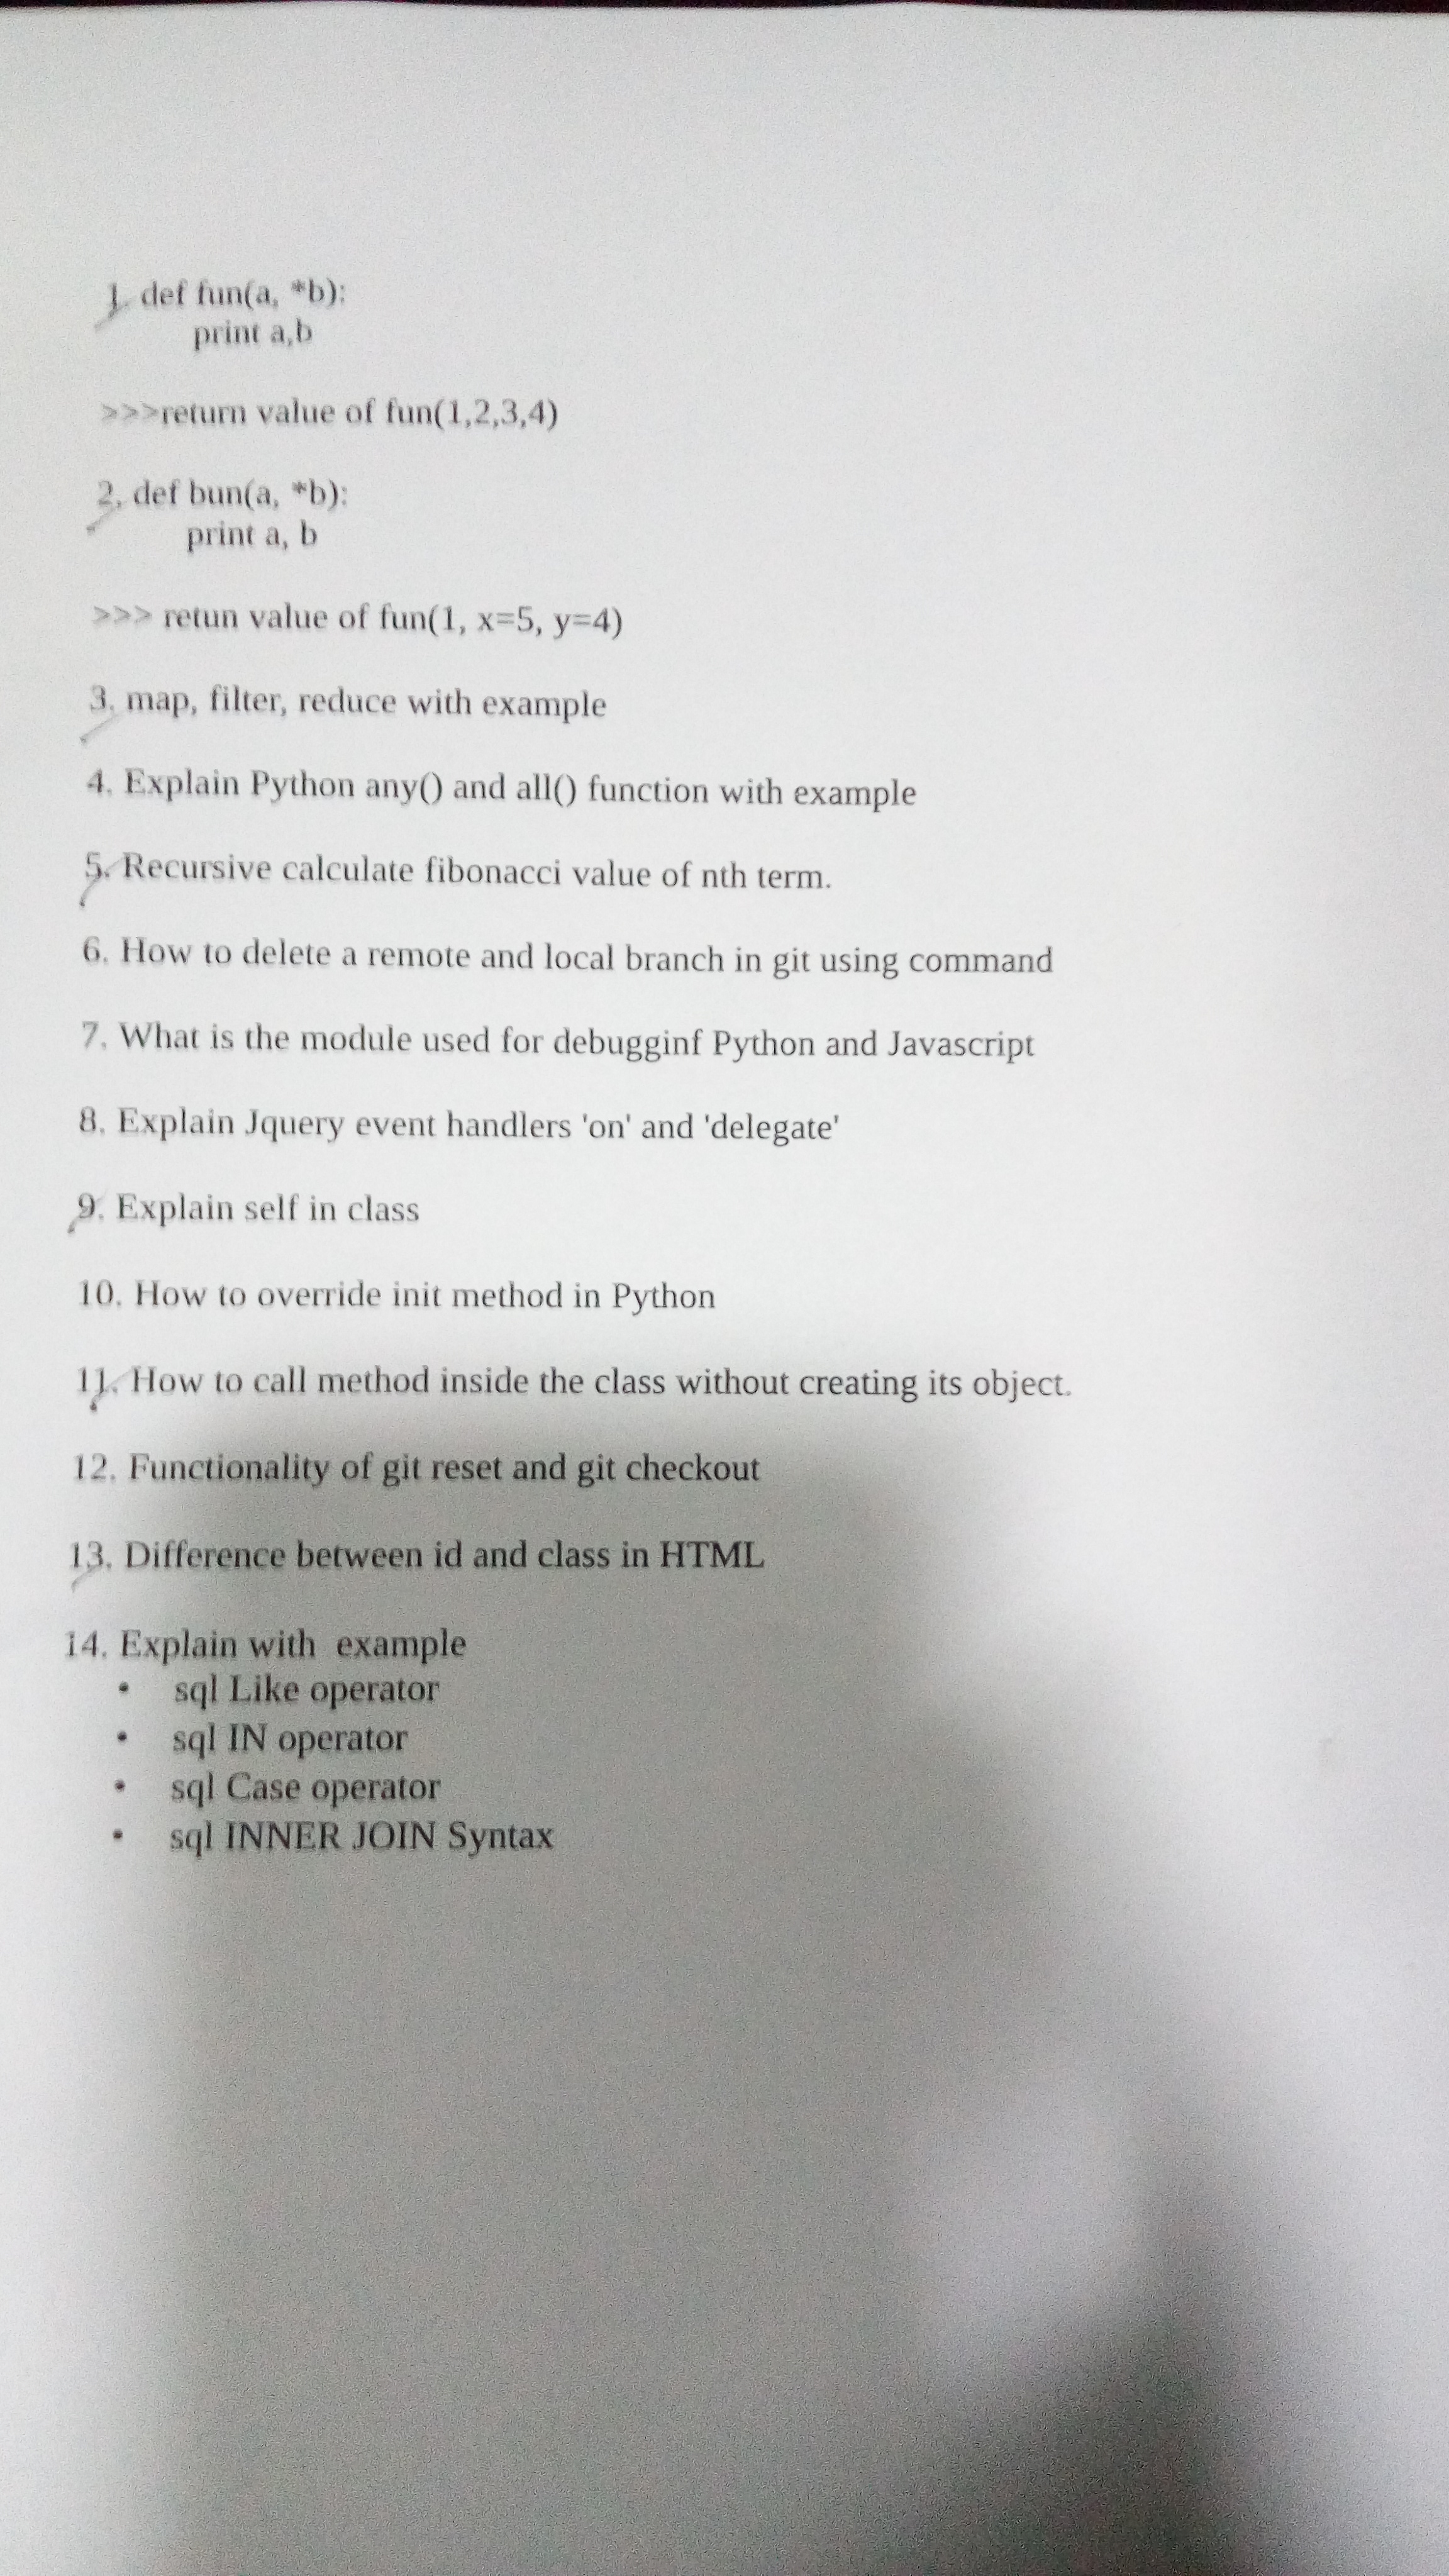 1. def fun(a, *b):
print a,b
>>>return value of fun(1,2,3,4)
2, def bun(a, *b):
print a, b
>>> retun value of fun(1, x=5, y=4)
3. map, filter, reduce with example
4. Explain Python any() and all() function with example
5. Recursive calculate fibonacci value of nth term.
6. How to delete a remote and local branch in git using command
7. What is the module used for debugginf Python and Javascript
8. Explain Jquery event handlers 'on' and 'delegate'
9. Explain self in class
10. How to override init method in Python
11. How to call method inside the class without creating its object.
12. Functionality of git reset and git checkout
13. Difference between id and class in HTML
14. Explain with  example
• sql Like operator
• sql IN operator
• sql Case operator
• sql INNER JOIN Syntax